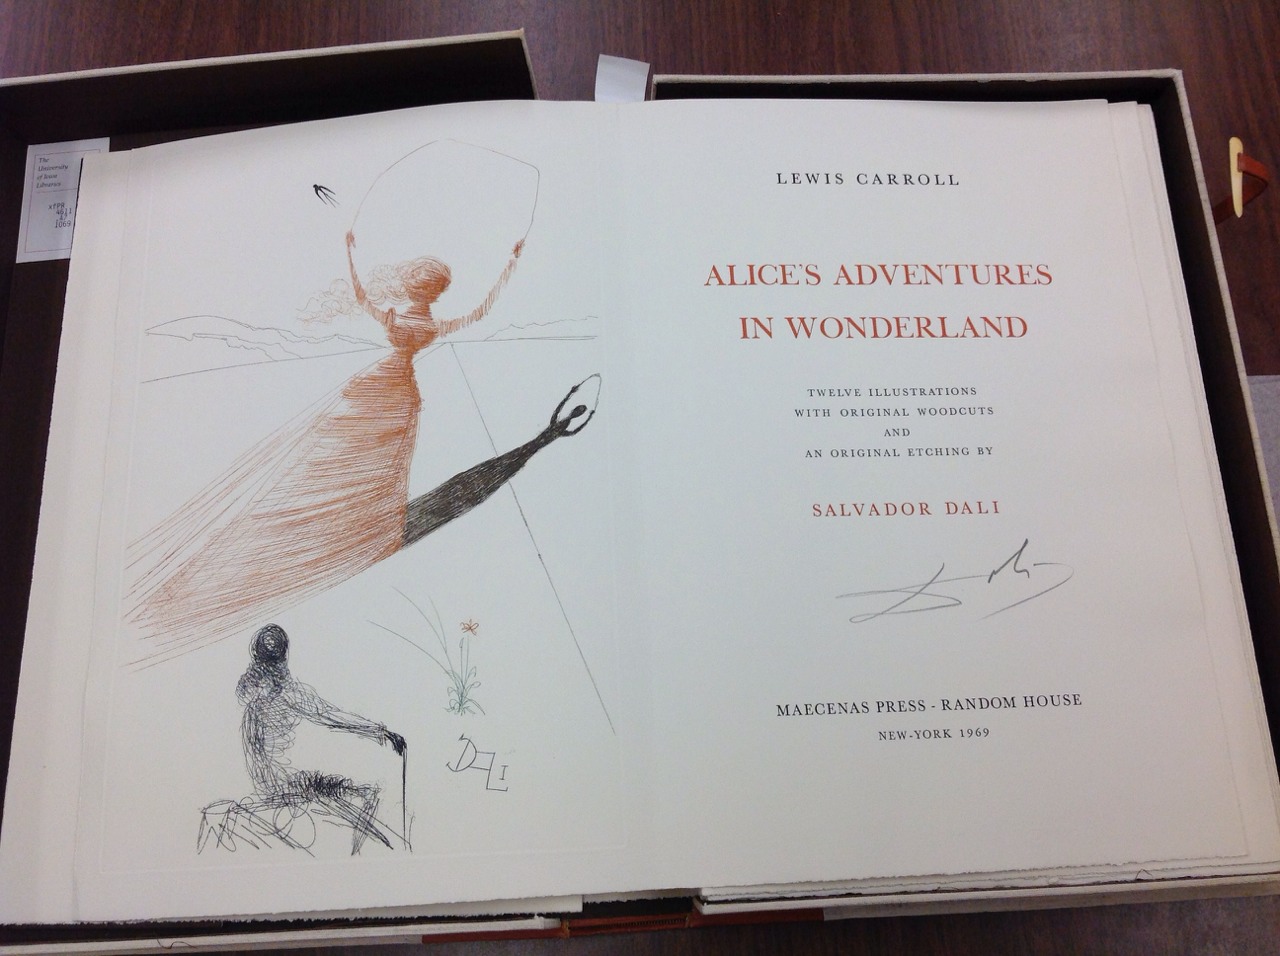 The
University
of Iowa
Libraries
DALI
LEWIS CARROLL
ALICE'S ADVENTURES
IN WONDERLAND
TWELVE ILLUSTRATIONS
WITH ORIGINAL WOODCUTS
AND
AN ORIGINAL ETCHING BY
SALVADOR DALI
MAECENAS PRESS - RANDOM HOUSE
NEW-YORK 1969